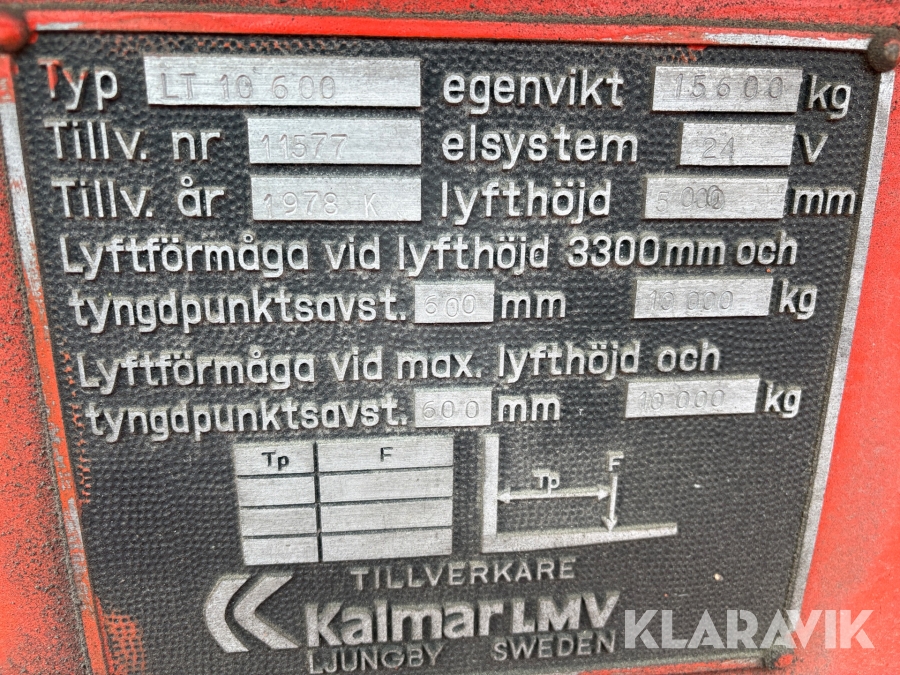 Typ LT 10 600 egenvikt 15600 kg
Tillv. nr 11577 elsystem 24 V
Tillv. år 1978 K lyfthöjd 5000 mm
Lyftförmåga vid lyfthöjd 3300mm och
tyngdpunktsavst. 600 mm 10 000 kg
Lyftförmåga vid max. lyfthöjd och
tyngdpunktsavst. 600 mm 10 000 kg
Tp F
Tp F
TILLVERKARE
Kalmar LMV
LJUNGBY SWEDEN
KLARAVIK